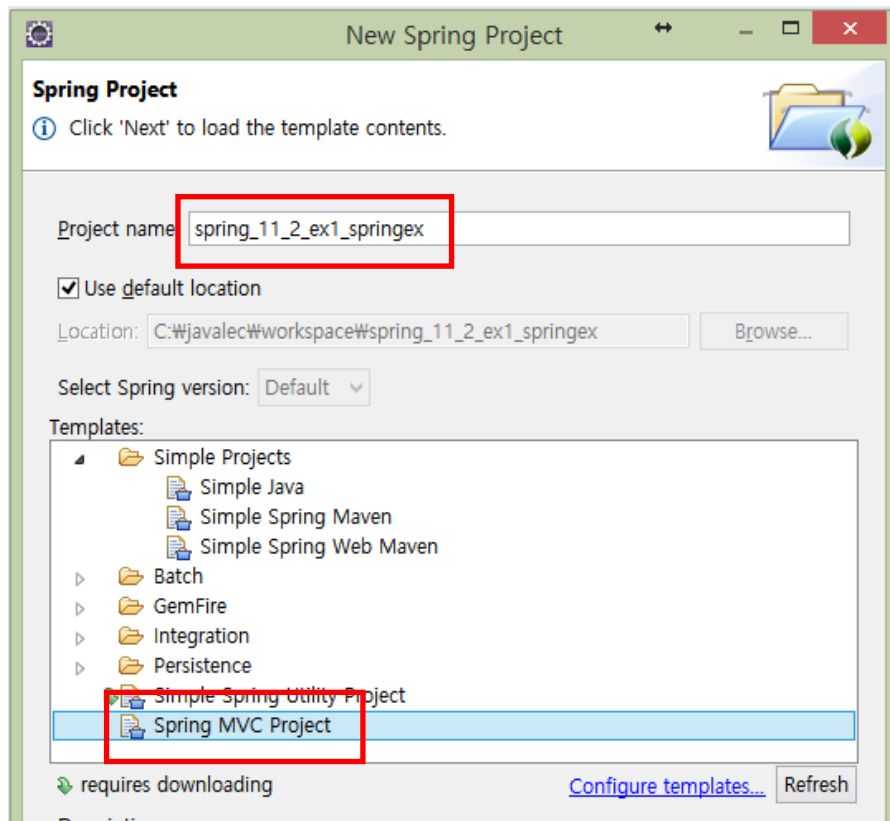 New Spring Project
Spring Project
Click 'Next' to load the template contents.
Project name spring_11_2_ex1_springex
Use default location
Location: C:₩javalec₩workspace₩spring_11_2_ex1_springex Browse...
Select Spring version: Default
Templates:
Simple Projects
Simple Java
Simple Spring Maven
Simple Spring Web Maven
Batch
GemFire
Integration
Persistence
Simple Spring Utility Project
Spring MVC Project
requires downloading Configure templates... Refresh